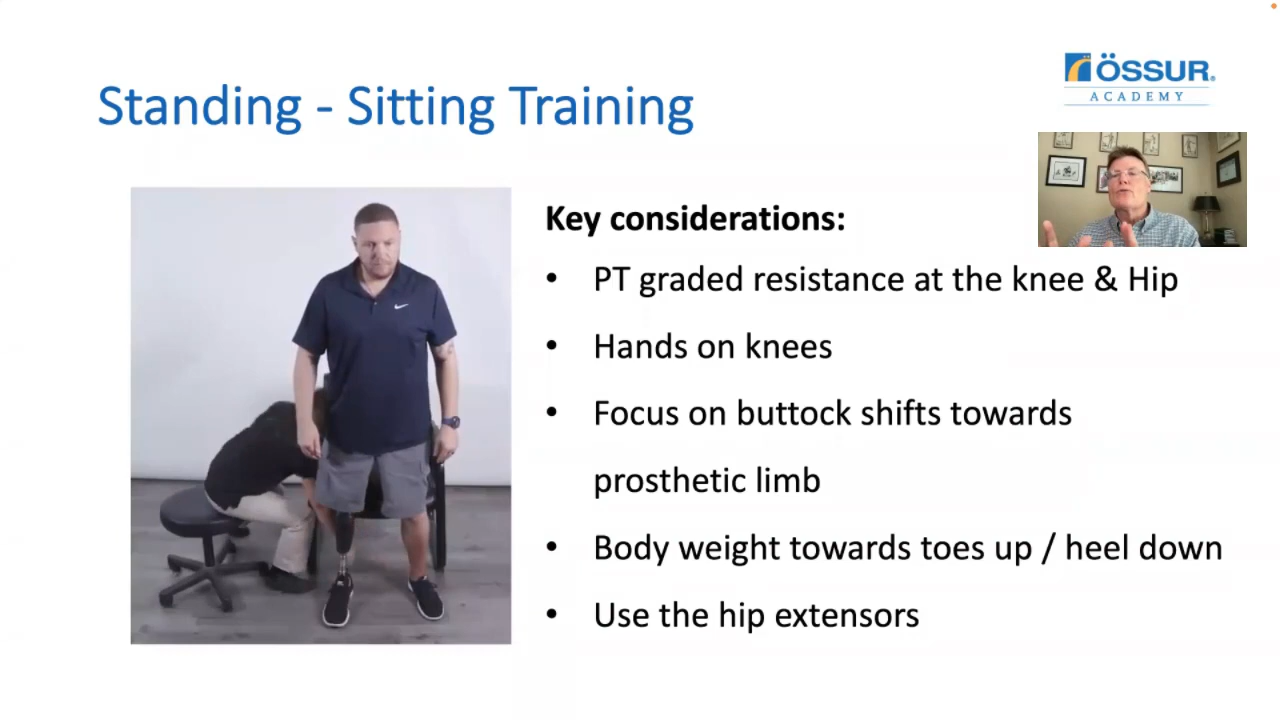 ÖSSUR®
ACADEMY
Standing - Sitting Training
Key considerations:
• PT graded resistance at the knee & Hip
• Hands on knees
• Focus on buttock shifts towards
prosthetic limb
• Body weight towards toes up / heel down
• Use the hip extensors